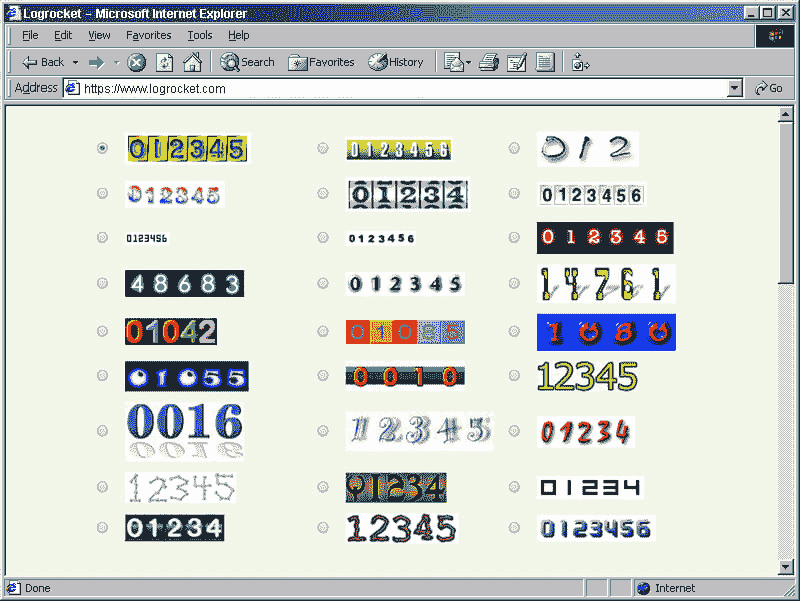 Logrocket - Microsoft Internet Explorer
File Edit View Favorites Tools Help
Back Search Favorites History
Address https://www.logrocket.com Go
012345 0123456 012
012345 01234 0123456
0123456 0123456 012345
48683 012345 14761
01042 01085 1080
01055 0010 12345
0016 12345 01234
12345 01234 01234
01234 12345 0123456
Done Internet